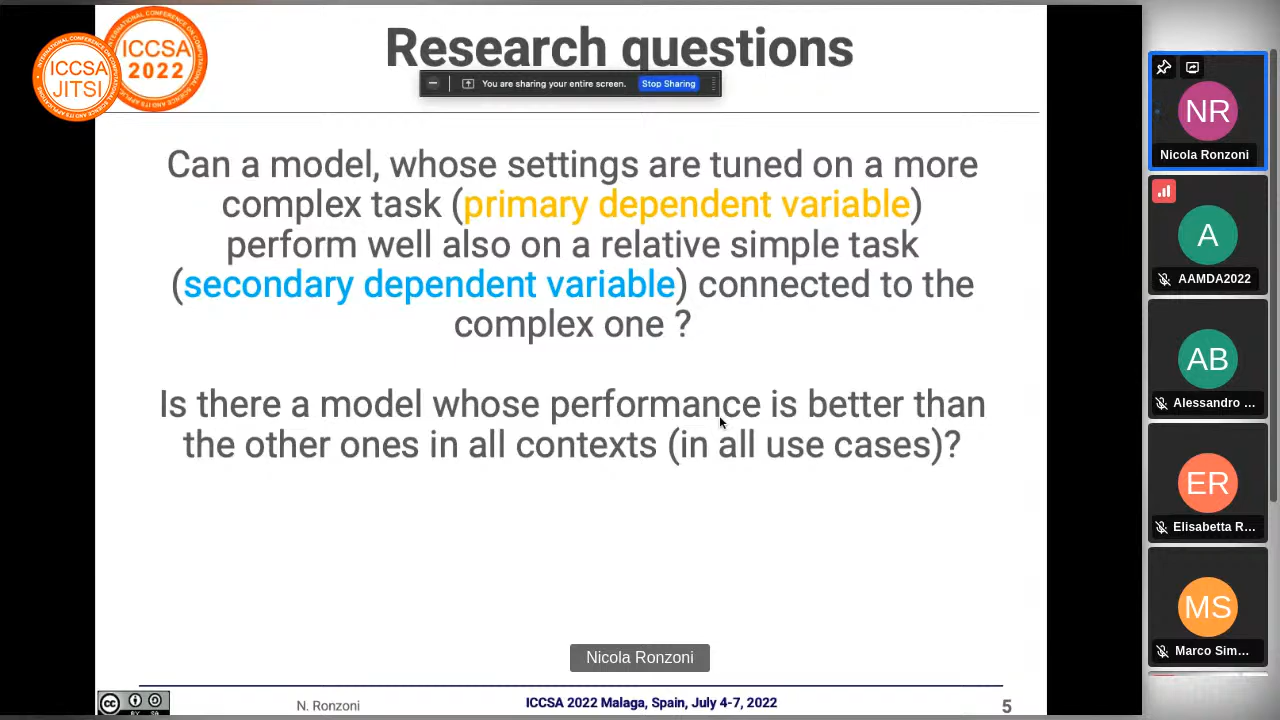 ICCSA
2022
ICCSA
JITSI
Research questions
You are sharing your entire screen.
Stop Sharing
Can a model, whose settings are tuned on a more
complex task (primary dependent variable)
perform well also on a relative simple task
(secondary dependent variable) connected to the
complex one ?
Is there a model whose performance is better than
the other ones in all contexts (in all use cases)?
Nicola Ronzoni
cc
BY SA
N. Ronzoni
ICCSA 2022 Malaga, Spain, July 4-7, 2022
5
NR
Nicola Ronzoni
A
AAMDA2022
AB
Alessandro ...
ER
Elisabetta R...
MS
Marco Sim...